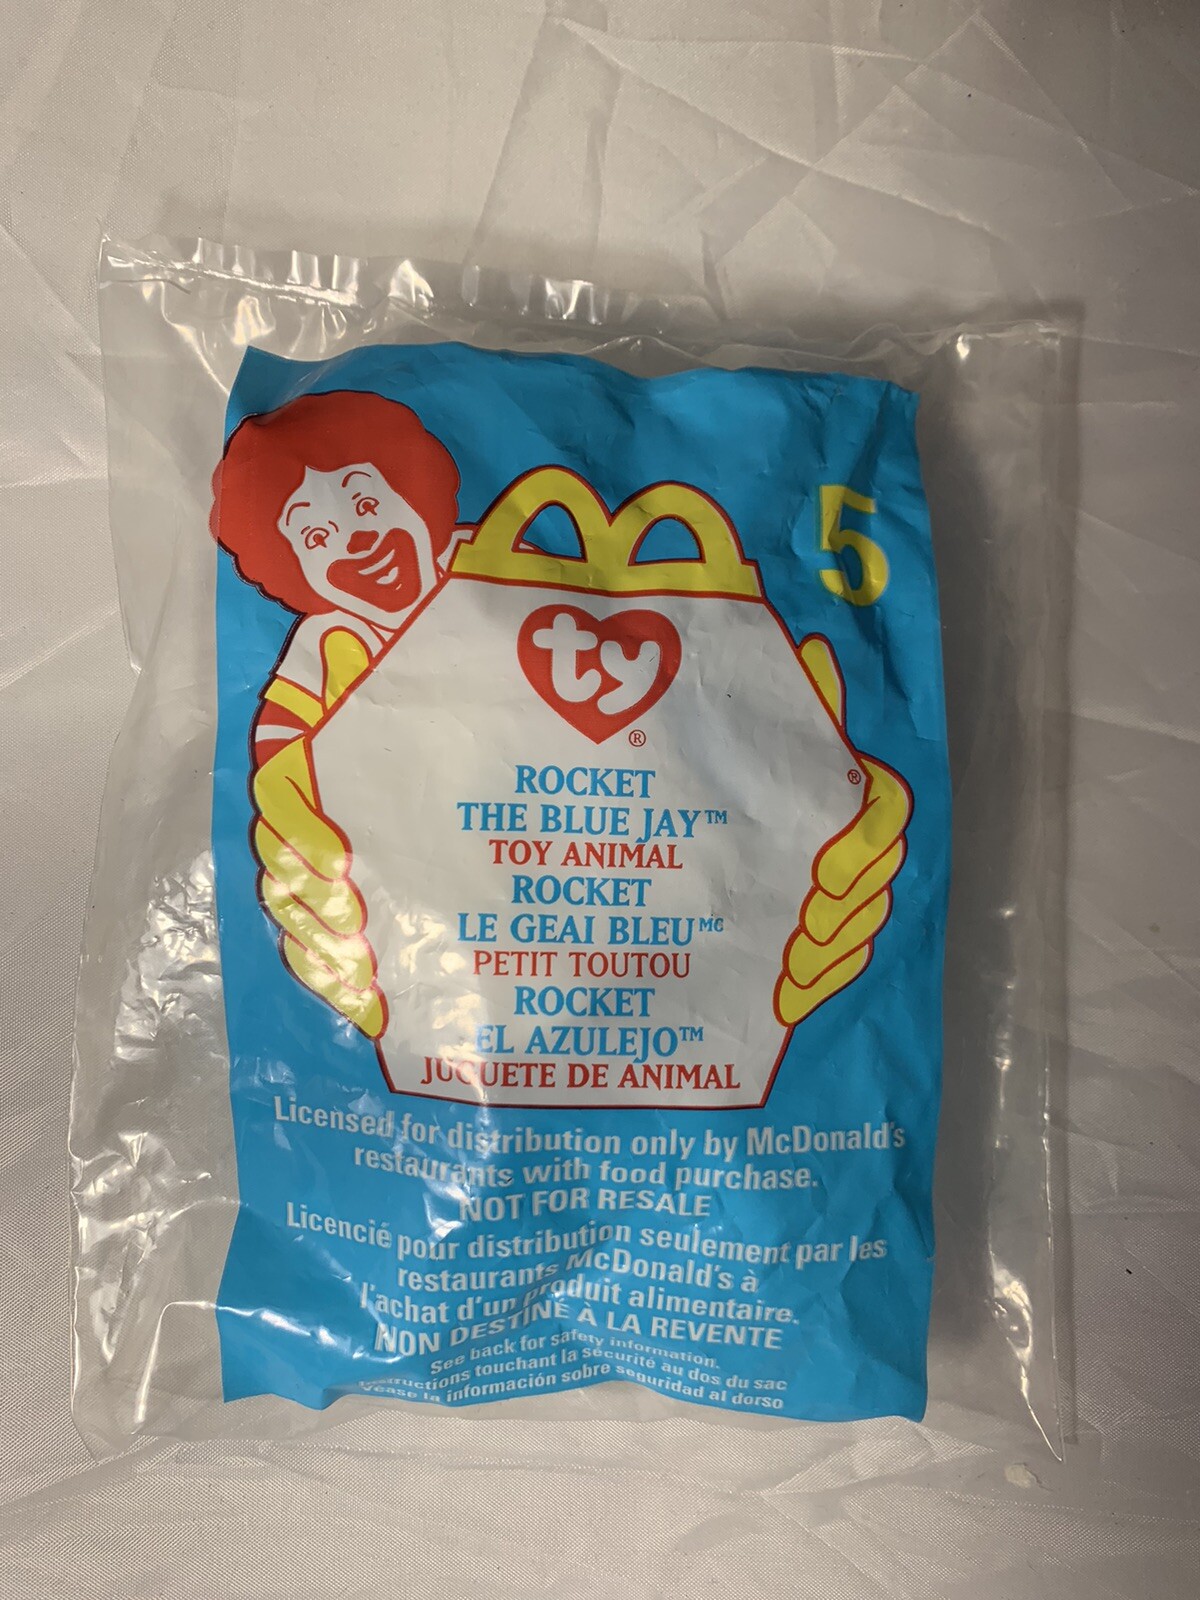 5
ty
®
®
ROCKET
THE BLUE JAY™
TOY ANIMAL
ROCKET
LE GEAI BLEU MC
PETIT TOUTOU
ROCKET
EL AZULEJO™
JUGUETE DE ANIMAL
Licensed for distribution only by McDonald's
restaurants with food purchase.
NOT FOR RESALE
Licencié pour distribution seulement par les
restaurants McDonald's à
l'achat d'un produit alimentaire.
NON DESTINÉ À LA REVENTE
See back for safety information.
Instructions touchant la sécurité au dos du sac
Véase la información sobre seguridad al dorso